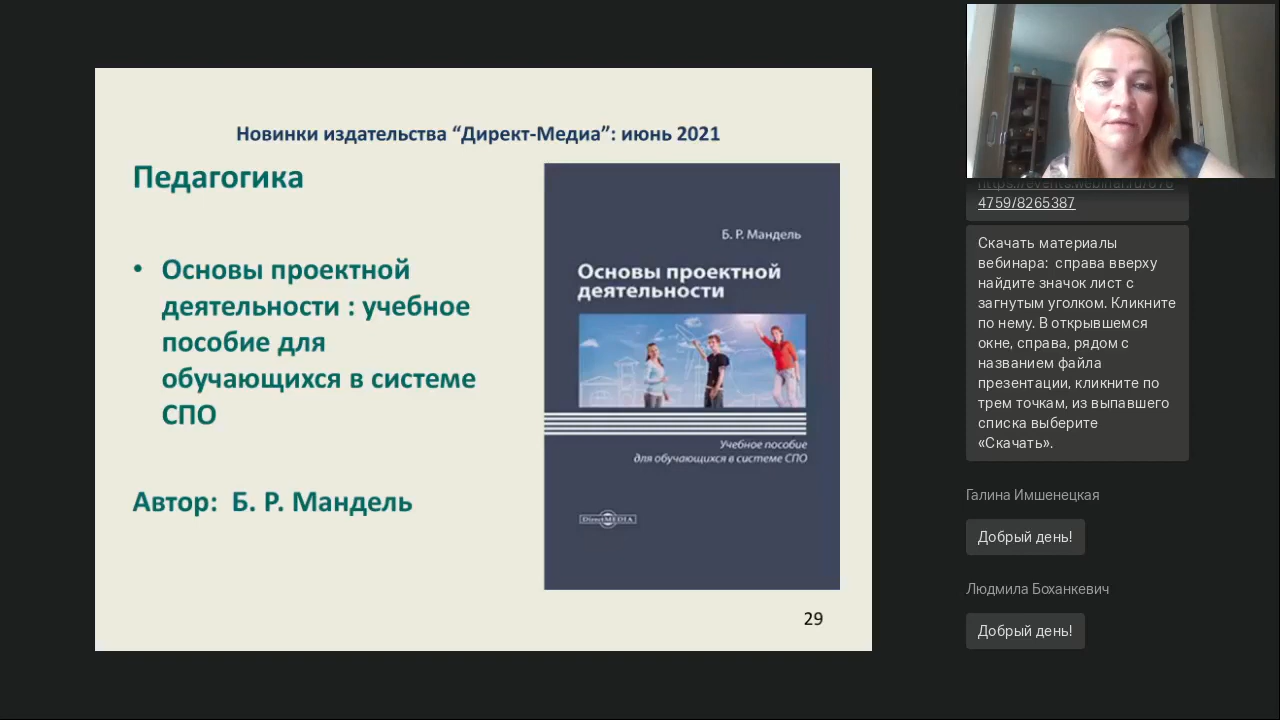 Новинки издательства “Директ-Медиа”: июнь 2021
Педагогика
• Основы проектной
деятельности : учебное
пособие для
обучающихся в системе
СПО
Автор: Б. Р. Мандель
Б. Р. Мандель
Основы проектной
деятельности
Учебное пособие
для обучающихся в системе СПО
DirectMEDIA
29
4759/8265387
Скачать материалы
вебинара: справа вверху
найдите значок лист с
загнутым уголком. Кликните
по нему. В открывшемся
окне, справа, рядом с
названием файла
презентации, кликните по
трем точкам, из выпавшего
списка выберите
«Скачать».
Галина Имшенецкая
Добрый день!
Людмила Боханкевич
Добрый день!